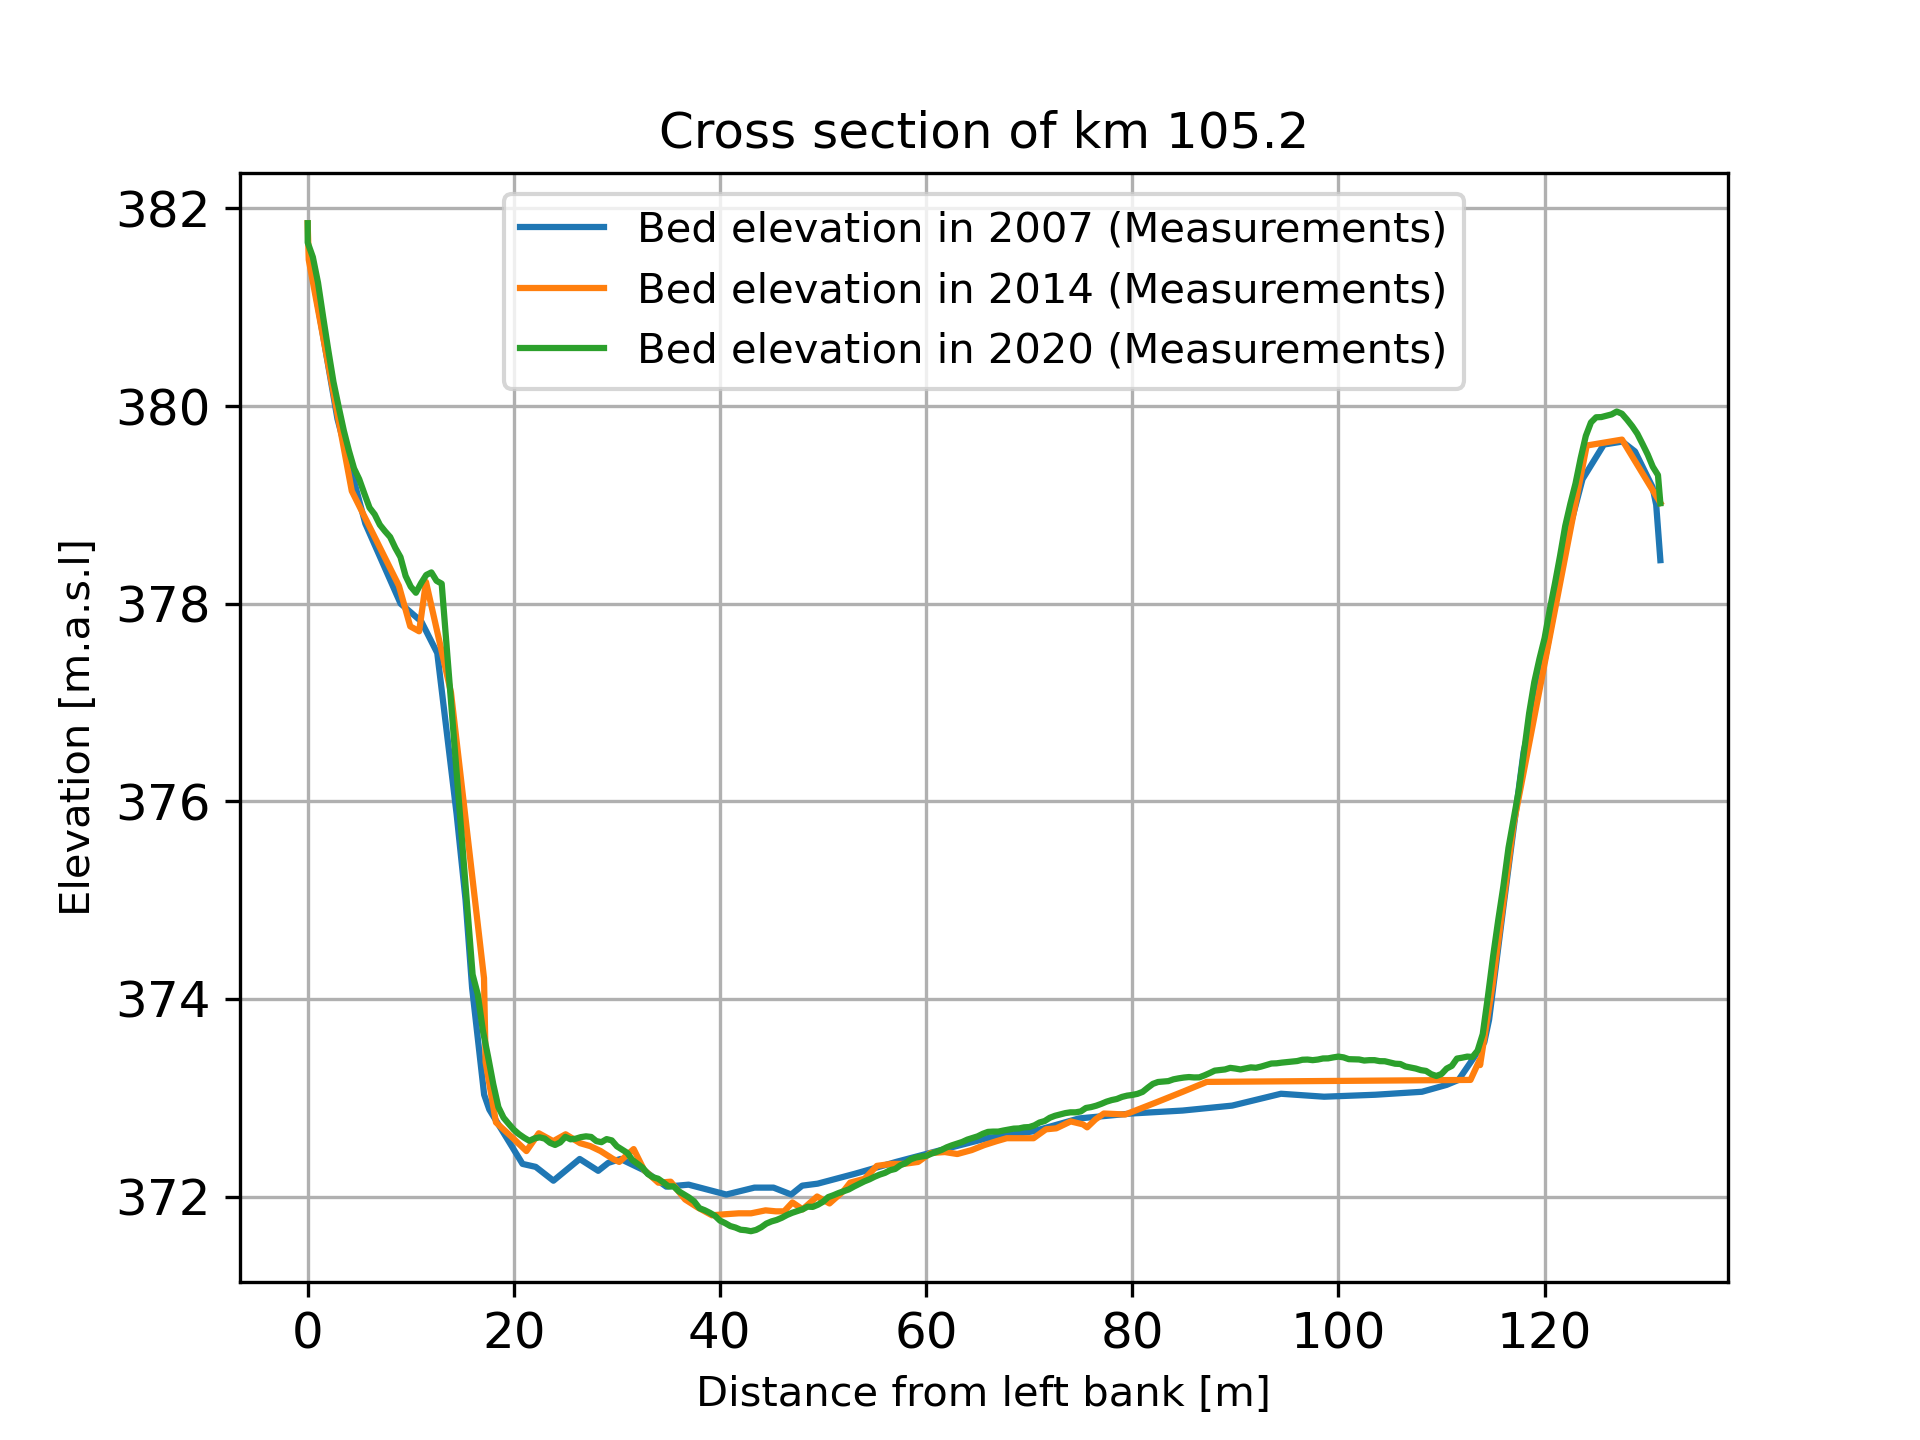 Cross section of km 105.2
Bed elevation in 2007 (Measurements)
Bed elevation in 2014 (Measurements)
Bed elevation in 2020 (Measurements)
382
380
378
376
374
372
Elevation [m.a.s.l]
0 20 40 60 80 100 120
Distance from left bank [m]